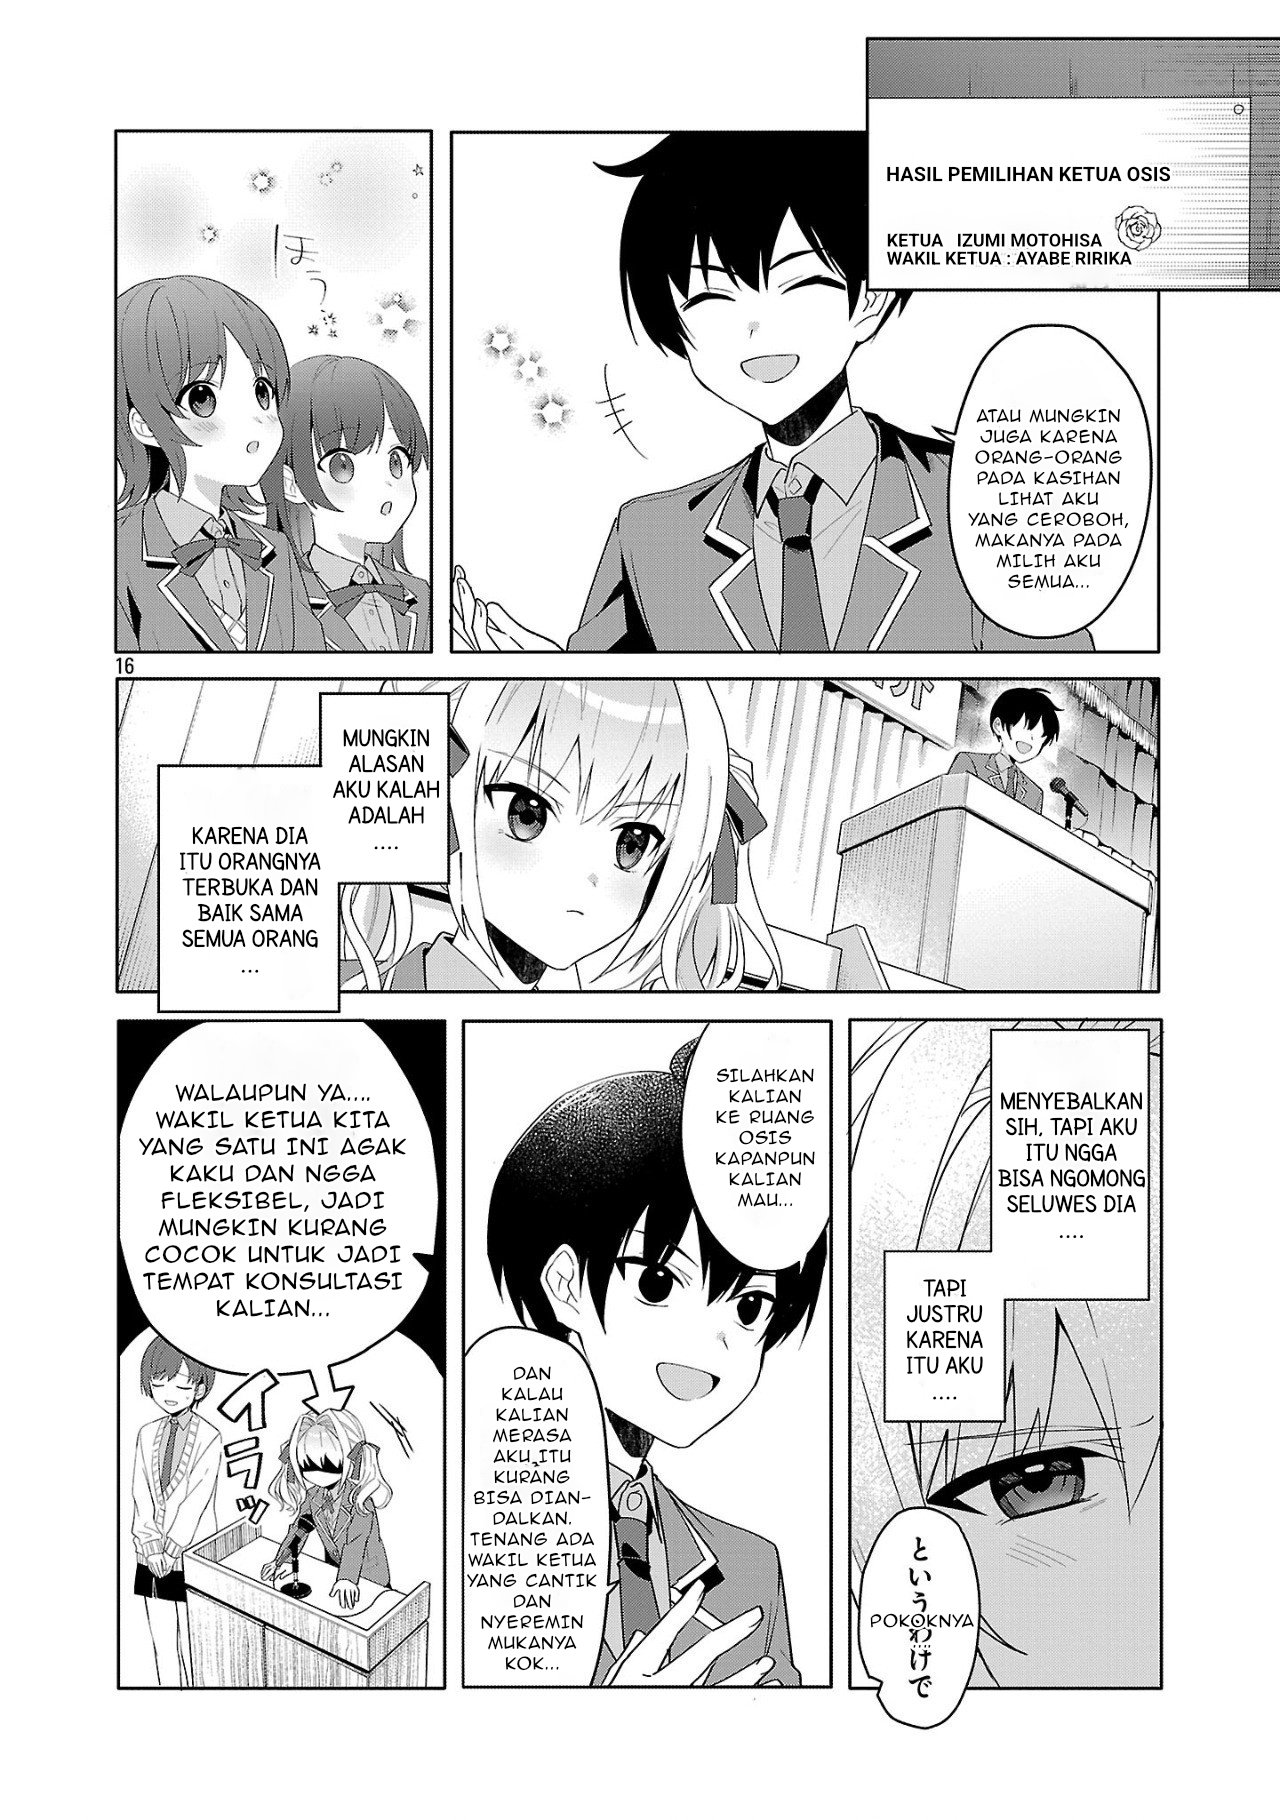 HASIL PEMILIHAN KETUA OSIS
KETUA IZUMI MOTOHISA
WAKIL KETUA : AYABE RIRIKA
ATAU MUNGKIN
JUGA KARENA
ORANG-ORANG
PADA KASIHAN
LIHAT AKU
YANG CEROBOH,
MAKANYA PADA
MILIH AKU
SEMUA...
ほぅ
16
MUNGKIN
ALASAN
AKU KALAH
ADALAH
....
KARENA DIA
ITU ORANGNYA
TERBUKA DAN
BAIK SAMA
SEMUA ORANG
...
MENYEBALKAN
SIH, TAPI AKU
ITU NGGA
BISA NGOMONG
SELUWES DIA
....
TAPI
JUSTRU
KARENA
ITU AKU
....
というわけで
POKOKNYA
SILAHKAN
KALIAN
KE RUANG
OSIS
KAPANPUN
KALIAN
MAU...
DAN
KALAU
KALIAN
MERASA
AKU ITU
KURANG
BISA DIAN-
DALKAN.
TENANG ADA
WAKIL KETUA
YANG CANTIK
DAN
NYEREMIN
MUKANYA
KOK...
WALAUPUN YA....
WAKIL KETUA KITA
YANG SATU INI AGAK
KAKU DAN NGGA
FLEKSIBEL, JADI
MUNGKIN KURANG
COCOK UNTUK JADI
TEMPAT KONSULTASI
KALIAN...
イラッ